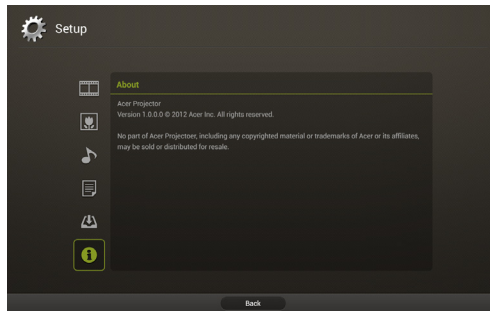 Setup
About
Acer Projector
Version 1.0.0.0 © 2012 Acer Inc. All rights reserved.
No part of Acer Projectoer, including any copyrighted material or trademarks of Acer or its affiliates,
may be sold or distributed for resale.
Back